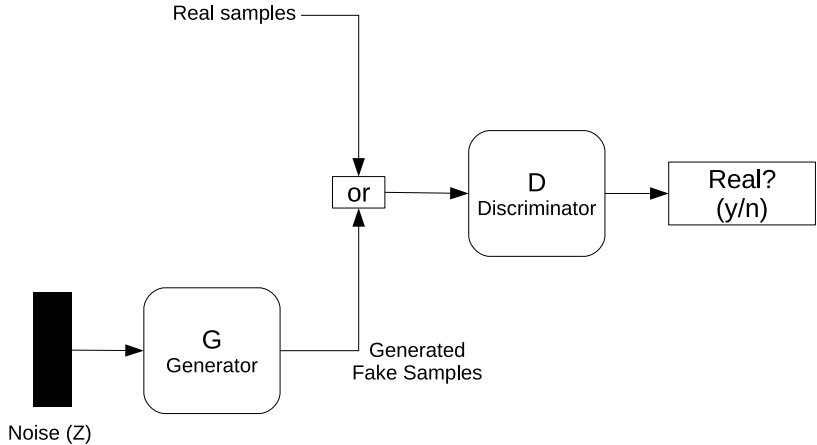 Real samples
or
D
Discriminator
Real?
(y/n)
G
Generator
Generated
Fake Samples
Noise (Z)